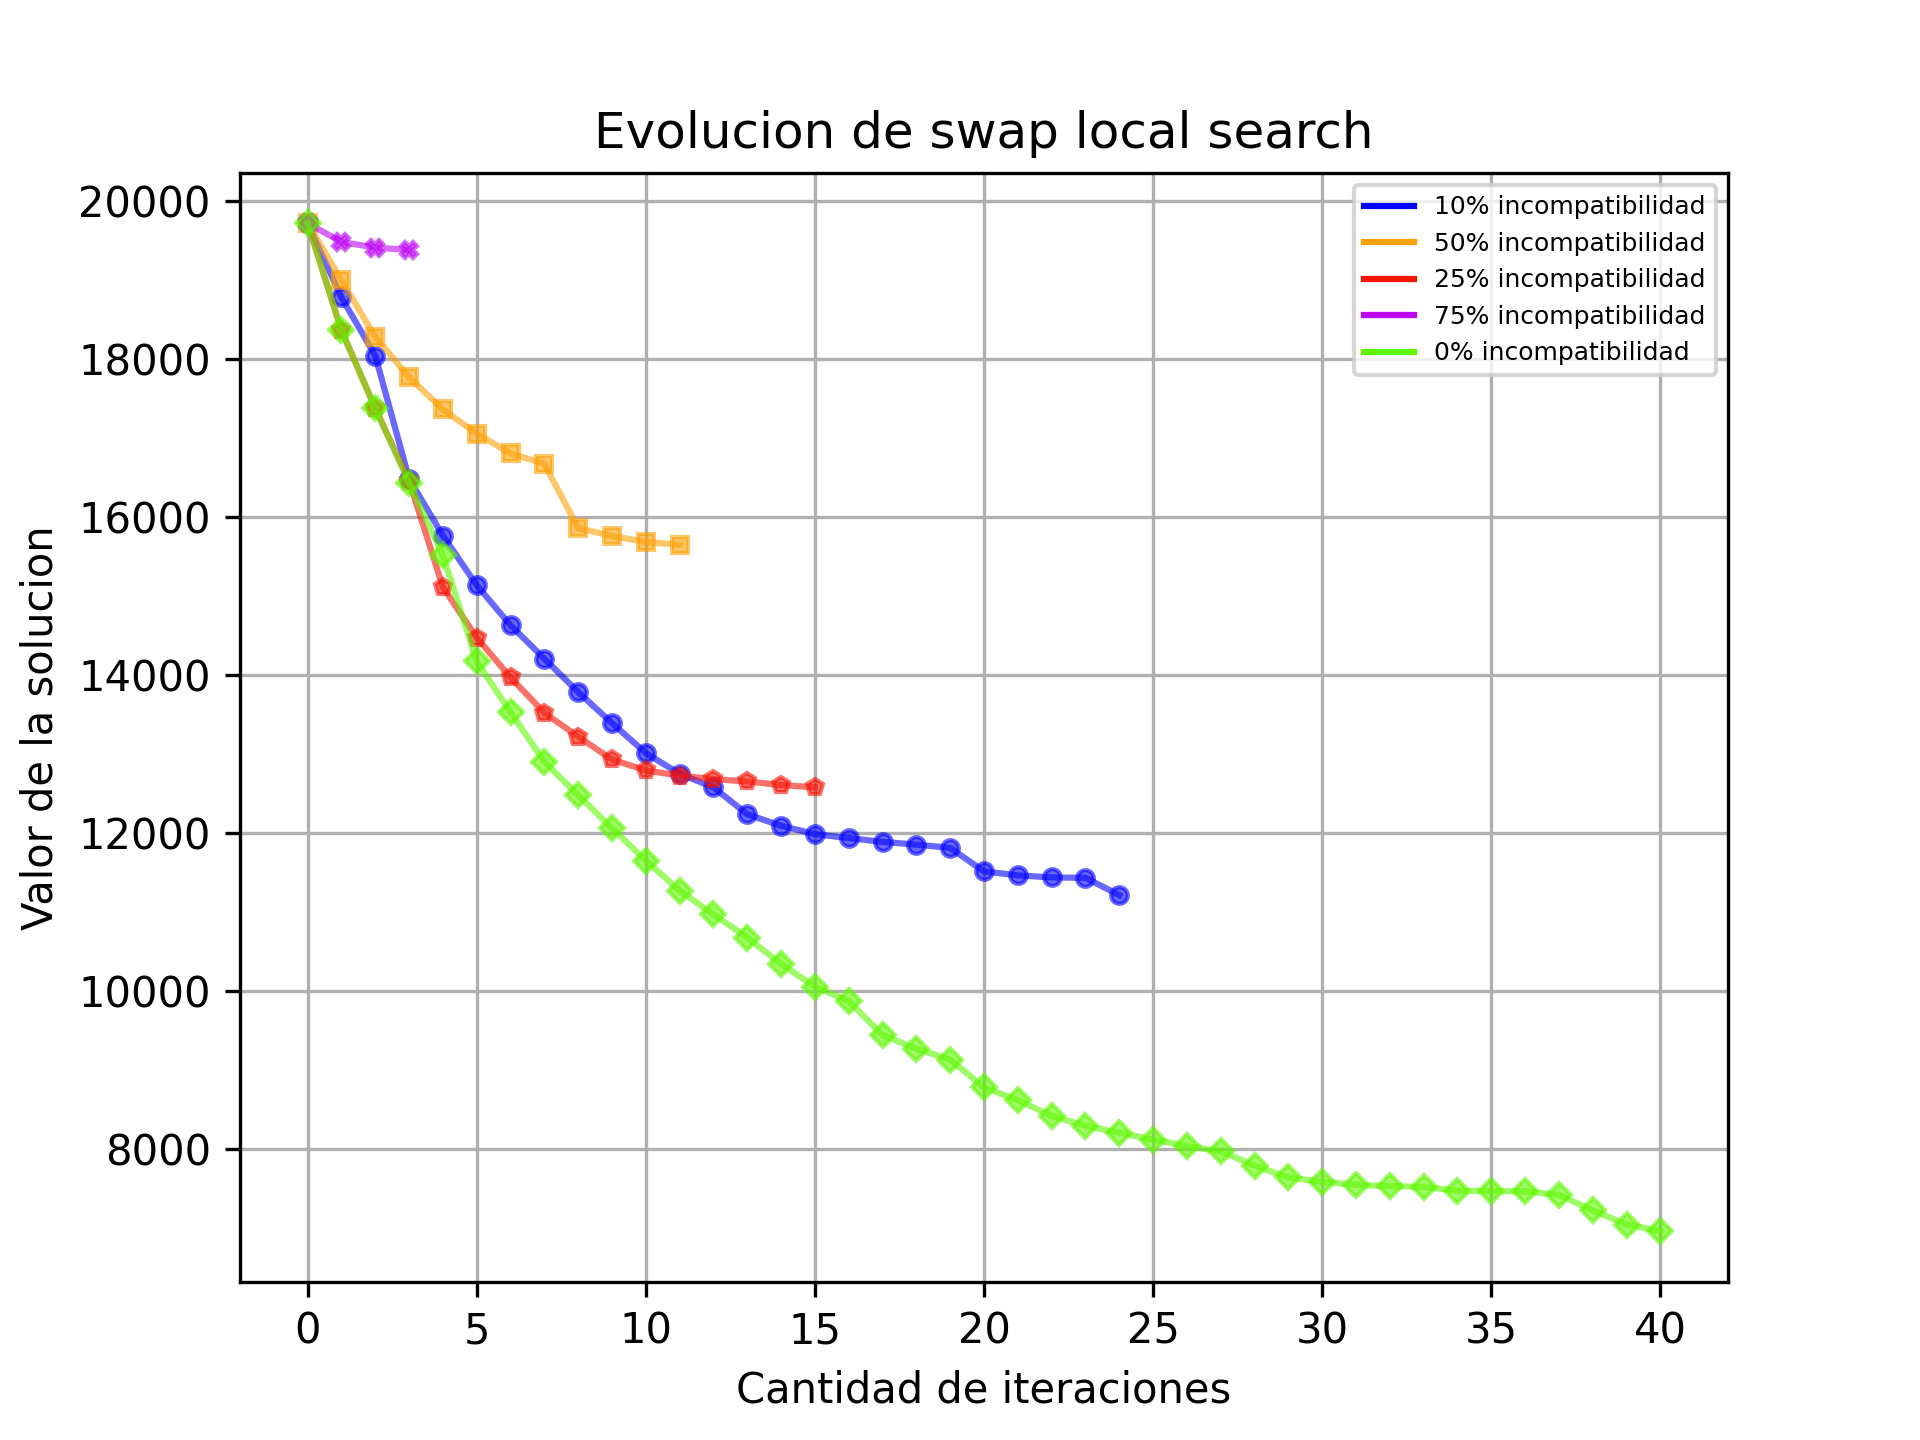 Evolucion de swap local search
20000
18000
16000
14000
12000
10000
8000
Valor de la solucion
10% incompatibilidad
50% incompatibilidad
25% incompatibilidad
75% incompatibilidad
0% incompatibilidad
0 5 10 15 20 25 30 35 40
Cantidad de iteraciones